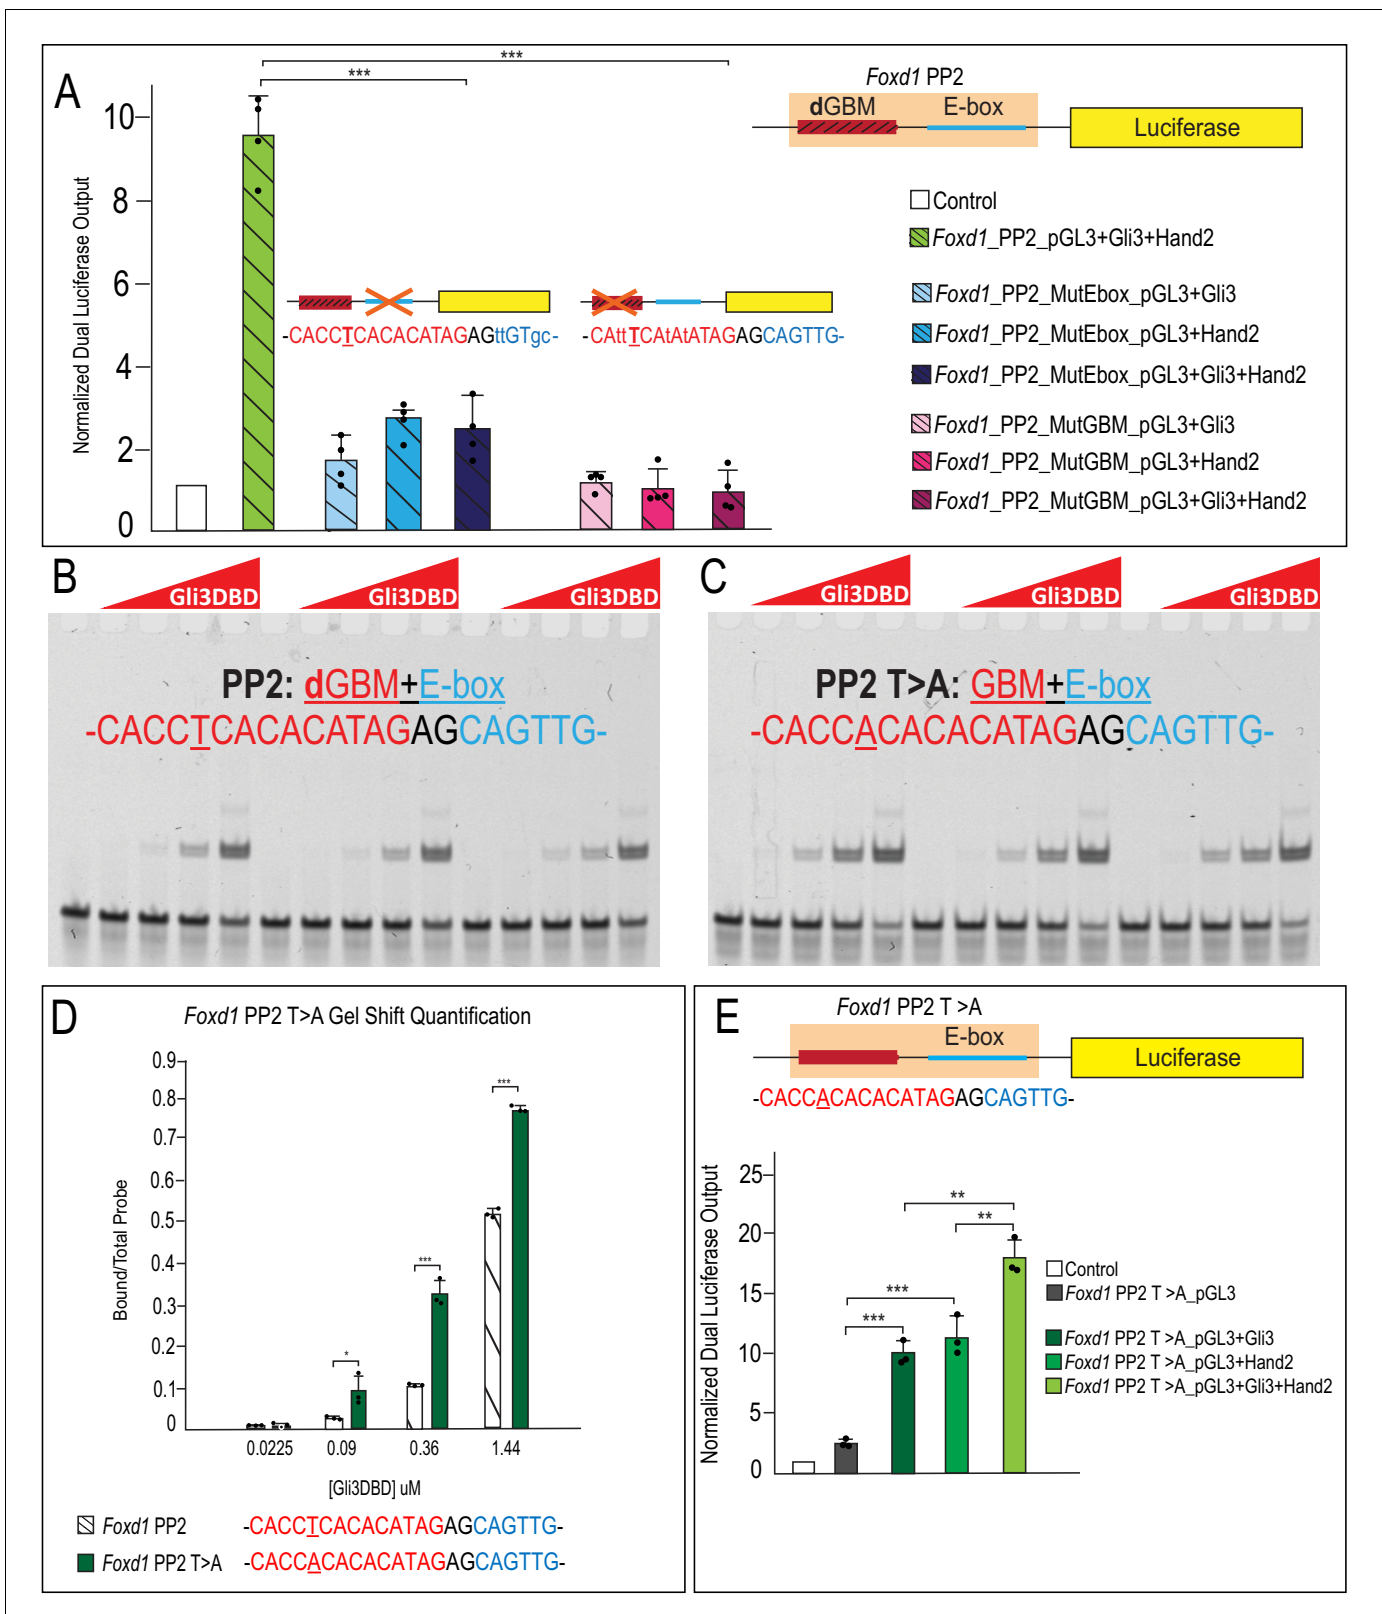 A
***
***
Foxd1 PP2
dGBM E-box
Luciferase
Normalized Dual Luciferase Output
10
8
6
4
2
0
-CACCTCACACATAGAGttGTgc-
-CAttTCAtAtATAGAGCAGTTG-
Control
Foxd1_PP2_pGL3+Gli3+Hand2
Foxd1_PP2_MutEbox_pGL3+Gli3
Foxd1_PP2_MutEbox_pGL3+Hand2
Foxd1_PP2_MutEbox_pGL3+Gli3+Hand2
Foxd1_PP2_MutGBM_pGL3+Gli3
Foxd1_PP2_MutGBM_pGL3+Hand2
Foxd1_PP2_MutGBM_pGL3+Gli3+Hand2
B
Gli3DBD Gli3DBD Gli3DBD
PP2: dGBM+E-box
-CACCTCACACATAGAGCAGTTG-
C
Gli3DBD Gli3DBD Gli3DBD
PP2 T>A: GBM+E-box
-CACCACACACATAGAGCAGTTG-
D
Foxd1 PP2 T>A Gel Shift Quantification
Bound/Total Probe
0.9
0.8
0.7
0.6
0.5
0.4
0.3
0.2
0.1
0
*
***
***
0.0225 0.09 0.36 1.44
[Gli3DBD] uM
Foxd1 PP2 -CACCTCACACATAGAGCAGTTG-
Foxd1 PP2 T>A -CACCACACACATAGAGCAGTTG-
E
Foxd1 PP2 T >A
E-box
Luciferase
-CACCACACACATAGAGCAGTTG-
Normalized Dual Luciferase Output
25
20
15
10
5
0
**
**
***
***
Control
Foxd1 PP2 T >A_pGL3
Foxd1 PP2 T >A_pGL3+Gli3
Foxd1 PP2 T >A_pGL3+Hand2
Foxd1 PP2 T >A_pGL3+Gli3+Hand2